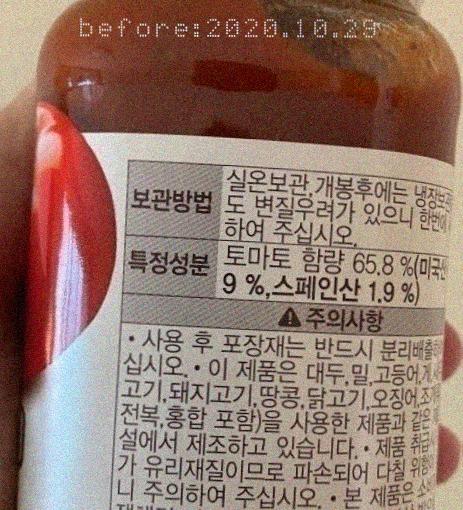 before:2020.10.29
보관방법
실온보관, 개봉후에는 냉장보관
도 변질우려가 있으니 한번에
하여 주십시오.
특정성분
토마토 함량 65.8 %(미국산
9 %,스페인산 1.9 %)
주의사항
• 사용 후 포장재는 반드시 분리배출하
십시오. • 이 제품은 대두,밀,고등어,게,새
고기,돼지고기,땅콩,닭고기,오징어,조개
전복,홍합 포함)을 사용한 제품과 같은
설에서 제조하고 있습니다. • 제품 취급
가 유리재질이므로 파손되어 다칠 위험
니 주의하여 주십시오. • 본 제품은 소